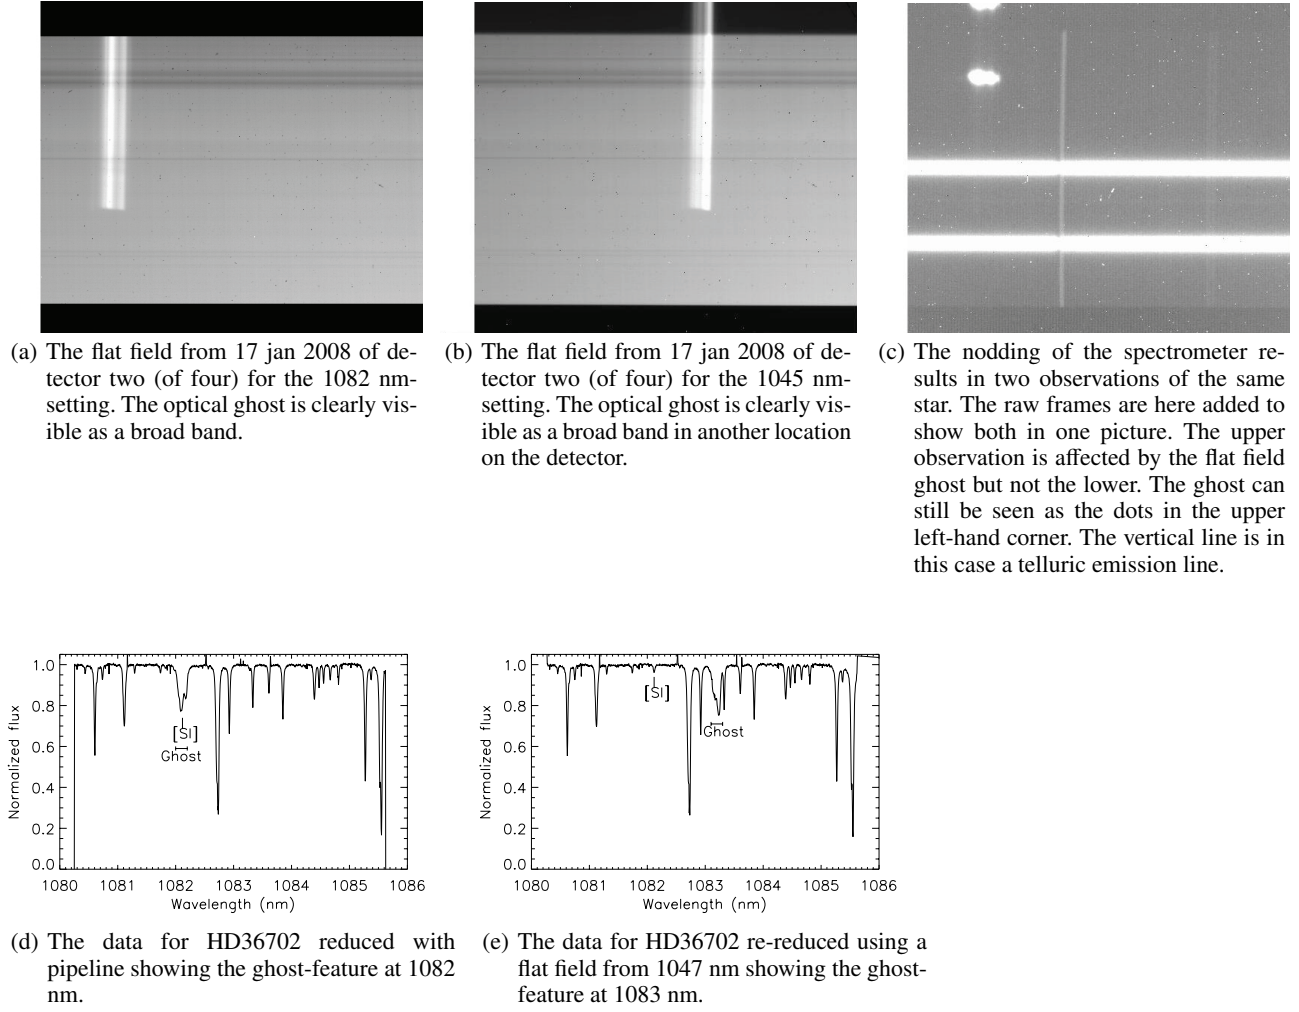 (a) The flat field from 17 jan 2008 of de-
tector two (of four) for the 1082 nm-
setting. The optical ghost is clearly vis-
ible as a broad band.
(b) The flat field from 17 jan 2008 of de-
tector two (of four) for the 1045 nm-
setting. The optical ghost is clearly vis-
ible as a broad band in another location
on the detector.
(c) The nodding of the spectrometer re-
sults in two observations of the same
star. The raw frames are here added to
show both in one picture. The upper
observation is affected by the flat field
ghost but not the lower. The ghost can
still be seen as the dots in the upper
left-hand corner. The vertical line is in
this case a telluric emission line.
Normalized flux
1.0
0.8
0.6
0.4
0.2
0.0
[SI]
Ghost
1080 1081 1082 1083 1084 1085 1086
Wavelength (nm)
Normalized flux
1.0
0.8
0.6
0.4
0.2
0.0
[SI]
Ghost
1080 1081 1082 1083 1084 1085 1086
Wavelength (nm)
(d) The data for HD36702 reduced with
pipeline showing the ghost-feature at 1082
nm.
(e) The data for HD36702 re-reduced using a
flat field from 1047 nm showing the ghost-
feature at 1083 nm.